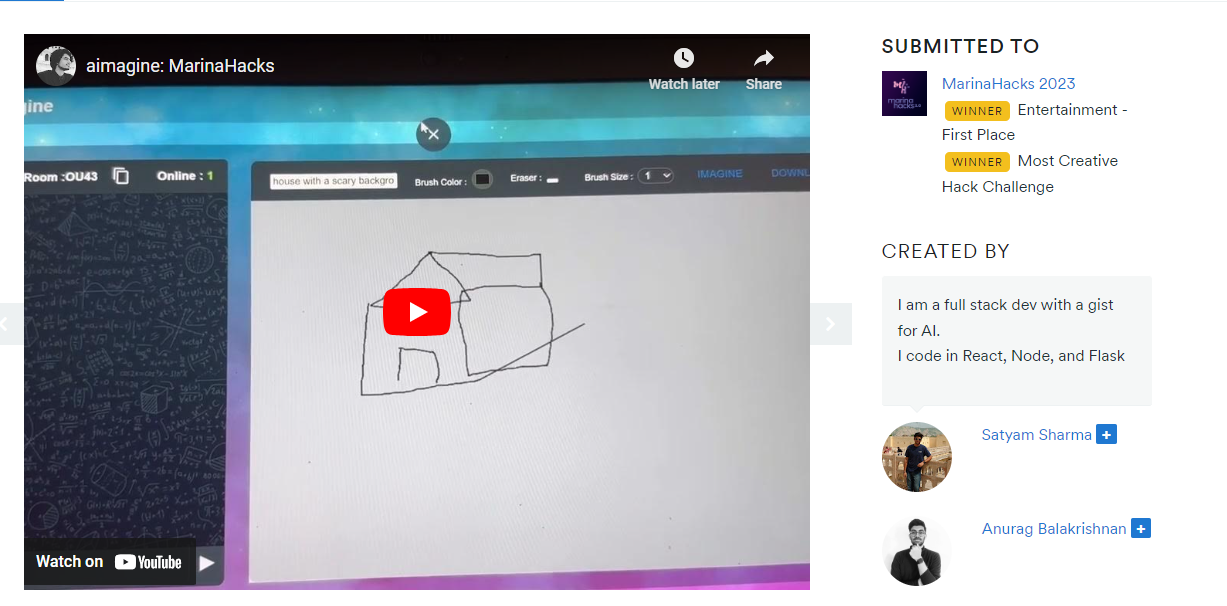 aimagine: MarinaHacks
Watch later
Share
gine
Room :OU43
Online : 1
house with a scary backgro
Brush Color :
Eraser :
Brush Size :
1
IMAGINE
DOWNL
Watch on YouTube
SUBMITTED TO
MarinaHacks 2023
WINNER Entertainment -
First Place
WINNER Most Creative
Hack Challenge
CREATED BY
I am a full stack dev with a gist
for AI.
I code in React, Node, and Flask
Satyam Sharma +
Anurag Balakrishnan +